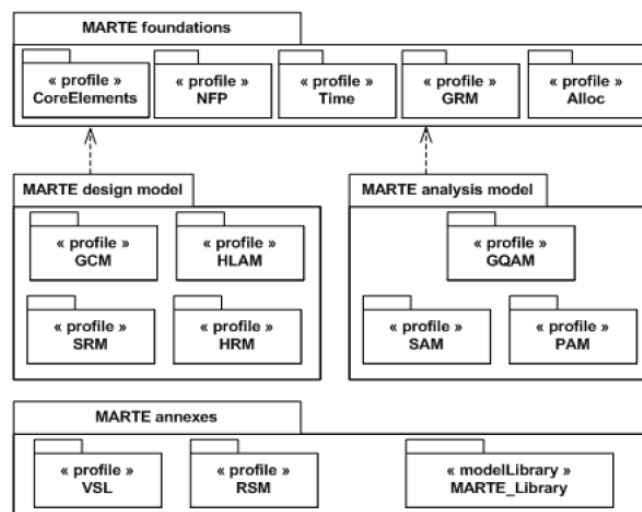 MARTE foundations
« profile »
CoreElements
« profile »
NFP
« profile »
Time
« profile »
GRM
« profile »
Alloc
MARTE design model
« profile »
GCM
« profile »
HLAM
« profile »
SRM
« profile »
HRM
MARTE analysis model
« profile »
GQAM
« profile »
SAM
« profile »
PAM
MARTE annexes
« profile »
VSL
« profile »
RSM
« modelLibrary »
MARTE_Library